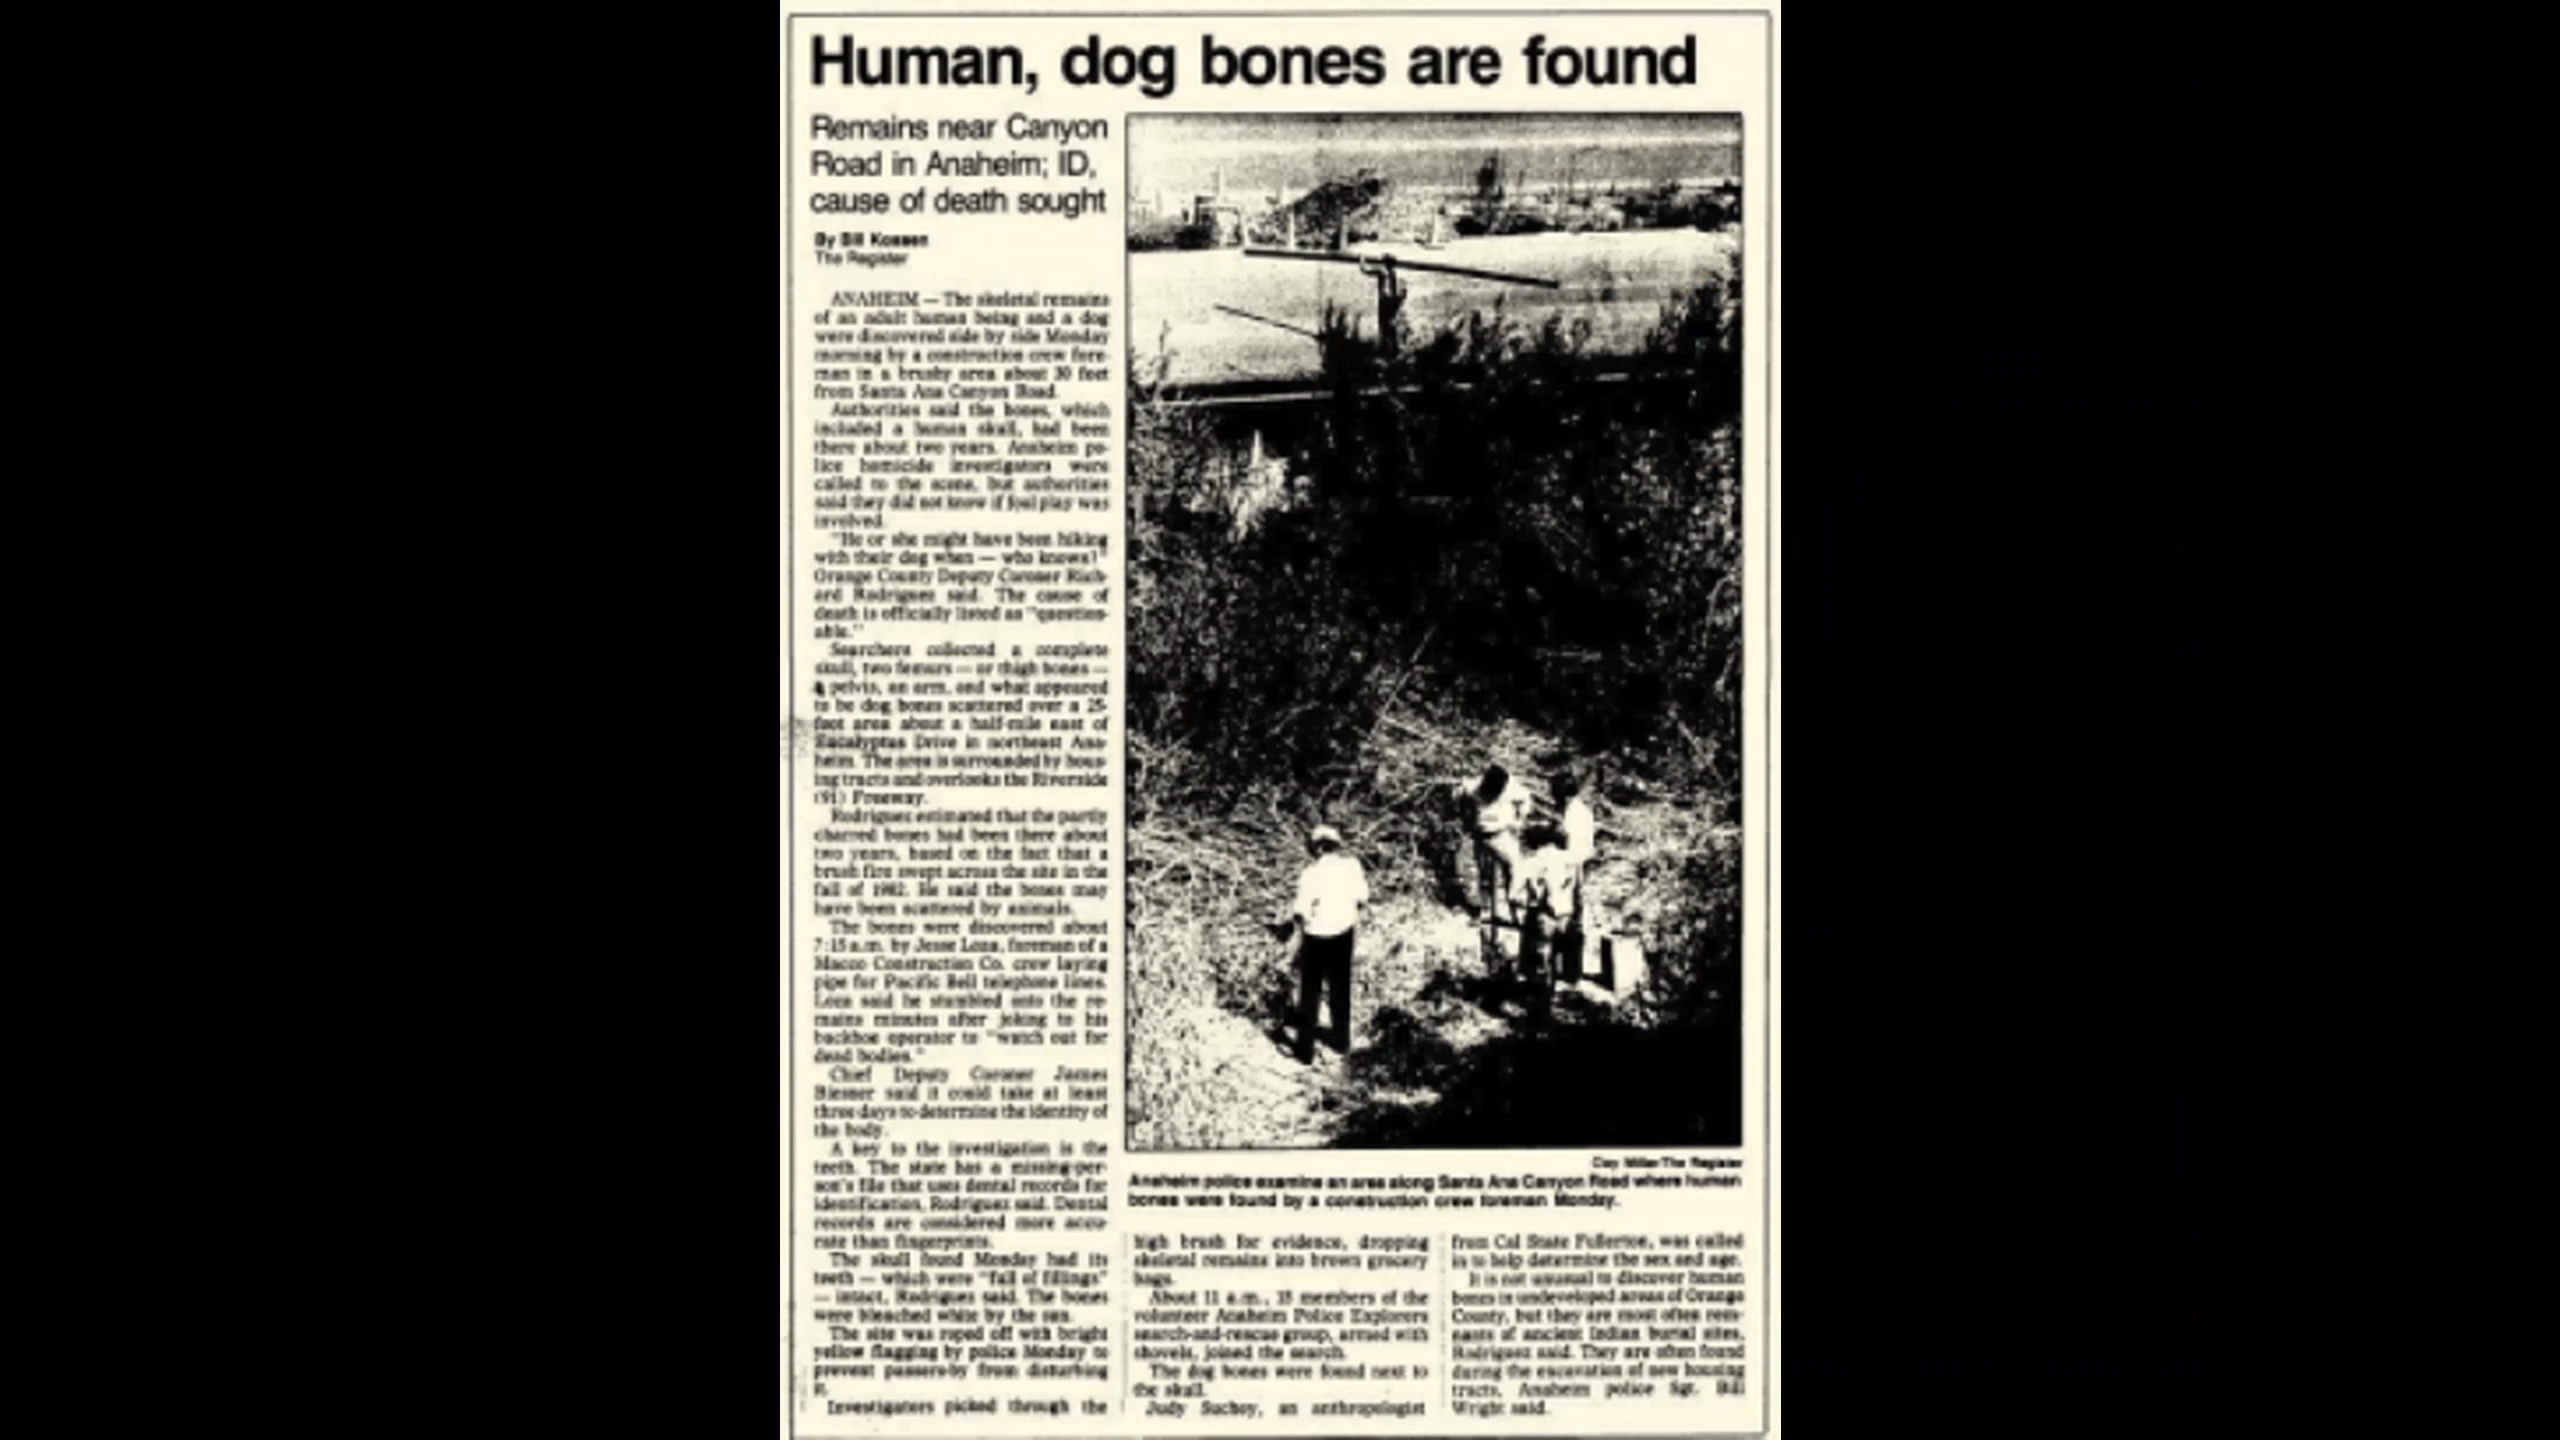 Human, dog bones are found
Remains near Canyon
Road in Anaheim; ID,
cause of death sought
By Bill Kossen
The Register
ANAHEIM — The skeletal remains
of an adult human being and a dog
were discovered side by side Monday
morning by a construction crew fore-
man in a brushy area about 30 feet
from Santa Ana Canyon Road.
Authorities said the bones, which
included a human skull, had been
there about two years. Anaheim po-
lice homicide investigators were
called to the scene, but authorities
said they did not know if foul play was
involved.
"He or she might have been hiking
with their dog when — who knows?"
Orange County Deputy Coroner Rich-
ard Rodriguez said. The cause of
death is officially listed as "question-
able."
Searchers collected a complete
skull, two femurs — or thigh bones —
a pelvis, an arm, and what appeared
to be dog bones scattered over a 25-
foot area about a half-mile east of
Eucalyptus Drive in northeast Ana-
heim. The area is surrounded by hous-
ing tracts and overlooks the Riverside
(91) Freeway.
Rodriguez estimated that the partly
charred bones had been there about
two years, based on the fact that a
brush fire swept across the site in the
fall of 1982. He said the bones may
have been scattered by animals.
The bones were discovered about
7:15 a.m. by Jesse Loza, foreman of a
Macco Construction Co. crew laying
pipe for Pacific Bell telephone lines.
Loza said he stumbled onto the re-
mains minutes after joking to his
backhoe operator to "watch out for
dead bodies."
Chief Deputy Coroner James
Biesner said it could take at least
three days to determine the identity of
the body.
A key to the investigation is the
teeth. The state has a missing-per-
son's file that uses dental records for
identification, Rodriguez said. Dental
records are considered more accu-
rate than fingerprints.
The skull found Monday had its
teeth — which were "full of fillings"
— intact, Rodriguez said. The bones
were bleached white by the sun.
The site was roped off with bright
yellow flagging by police Monday to
prevent passers-by from disturbing
it.
Investigators picked through the
Clay Miller/The Register
Anaheim police examine an area along Santa Ana Canyon Road where human
bones were found by a construction crew foreman Monday.
high brush for evidence, dropping
skeletal remains into brown grocery
bags.
About 11 a.m., 15 members of the
volunteer Anaheim Police Explorers
search-and-rescue group, armed with
shovels, joined the search.
The dog bones were found next to
the skull.
Judy Suchey, an anthropologist
from Cal State Fullerton, was called
in to help determine the sex and age.
It is not unusual to discover human
bones in undeveloped areas of Orange
County, but they are most often rem-
nants of ancient Indian burial sites,
Rodriguez said. They are often found
during the excavation of new housing
tracts, Anaheim police Sgt. Bill
Wright said.